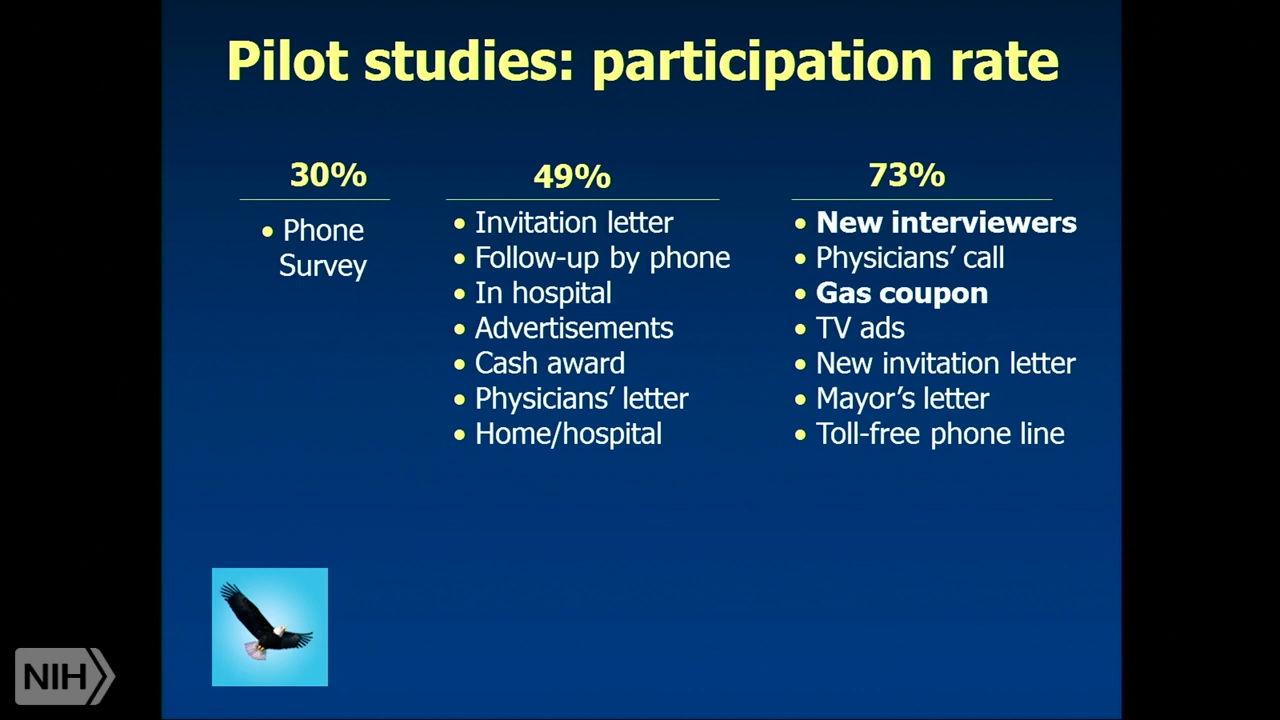 Pilot studies: participation rate
30%
• Phone
Survey
49%
• Invitation letter
• Follow-up by phone
• In hospital
• Advertisements
• Cash award
• Physicians’ letter
• Home/hospital
73%
• New interviewers
• Physicians’ call
• Gas coupon
• TV ads
• New invitation letter
• Mayor’s letter
• Toll-free phone line
NIH